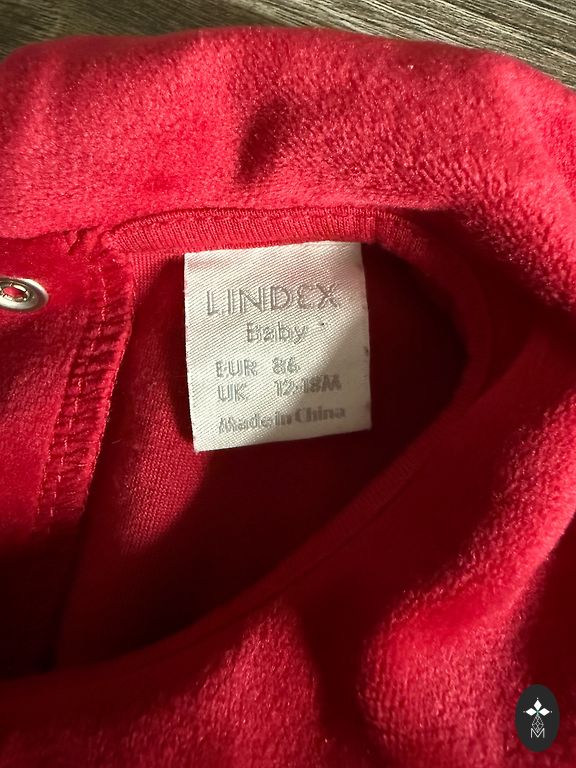 LINDEX
Baby
EUR 86
UK 12-18M
Made in China
M